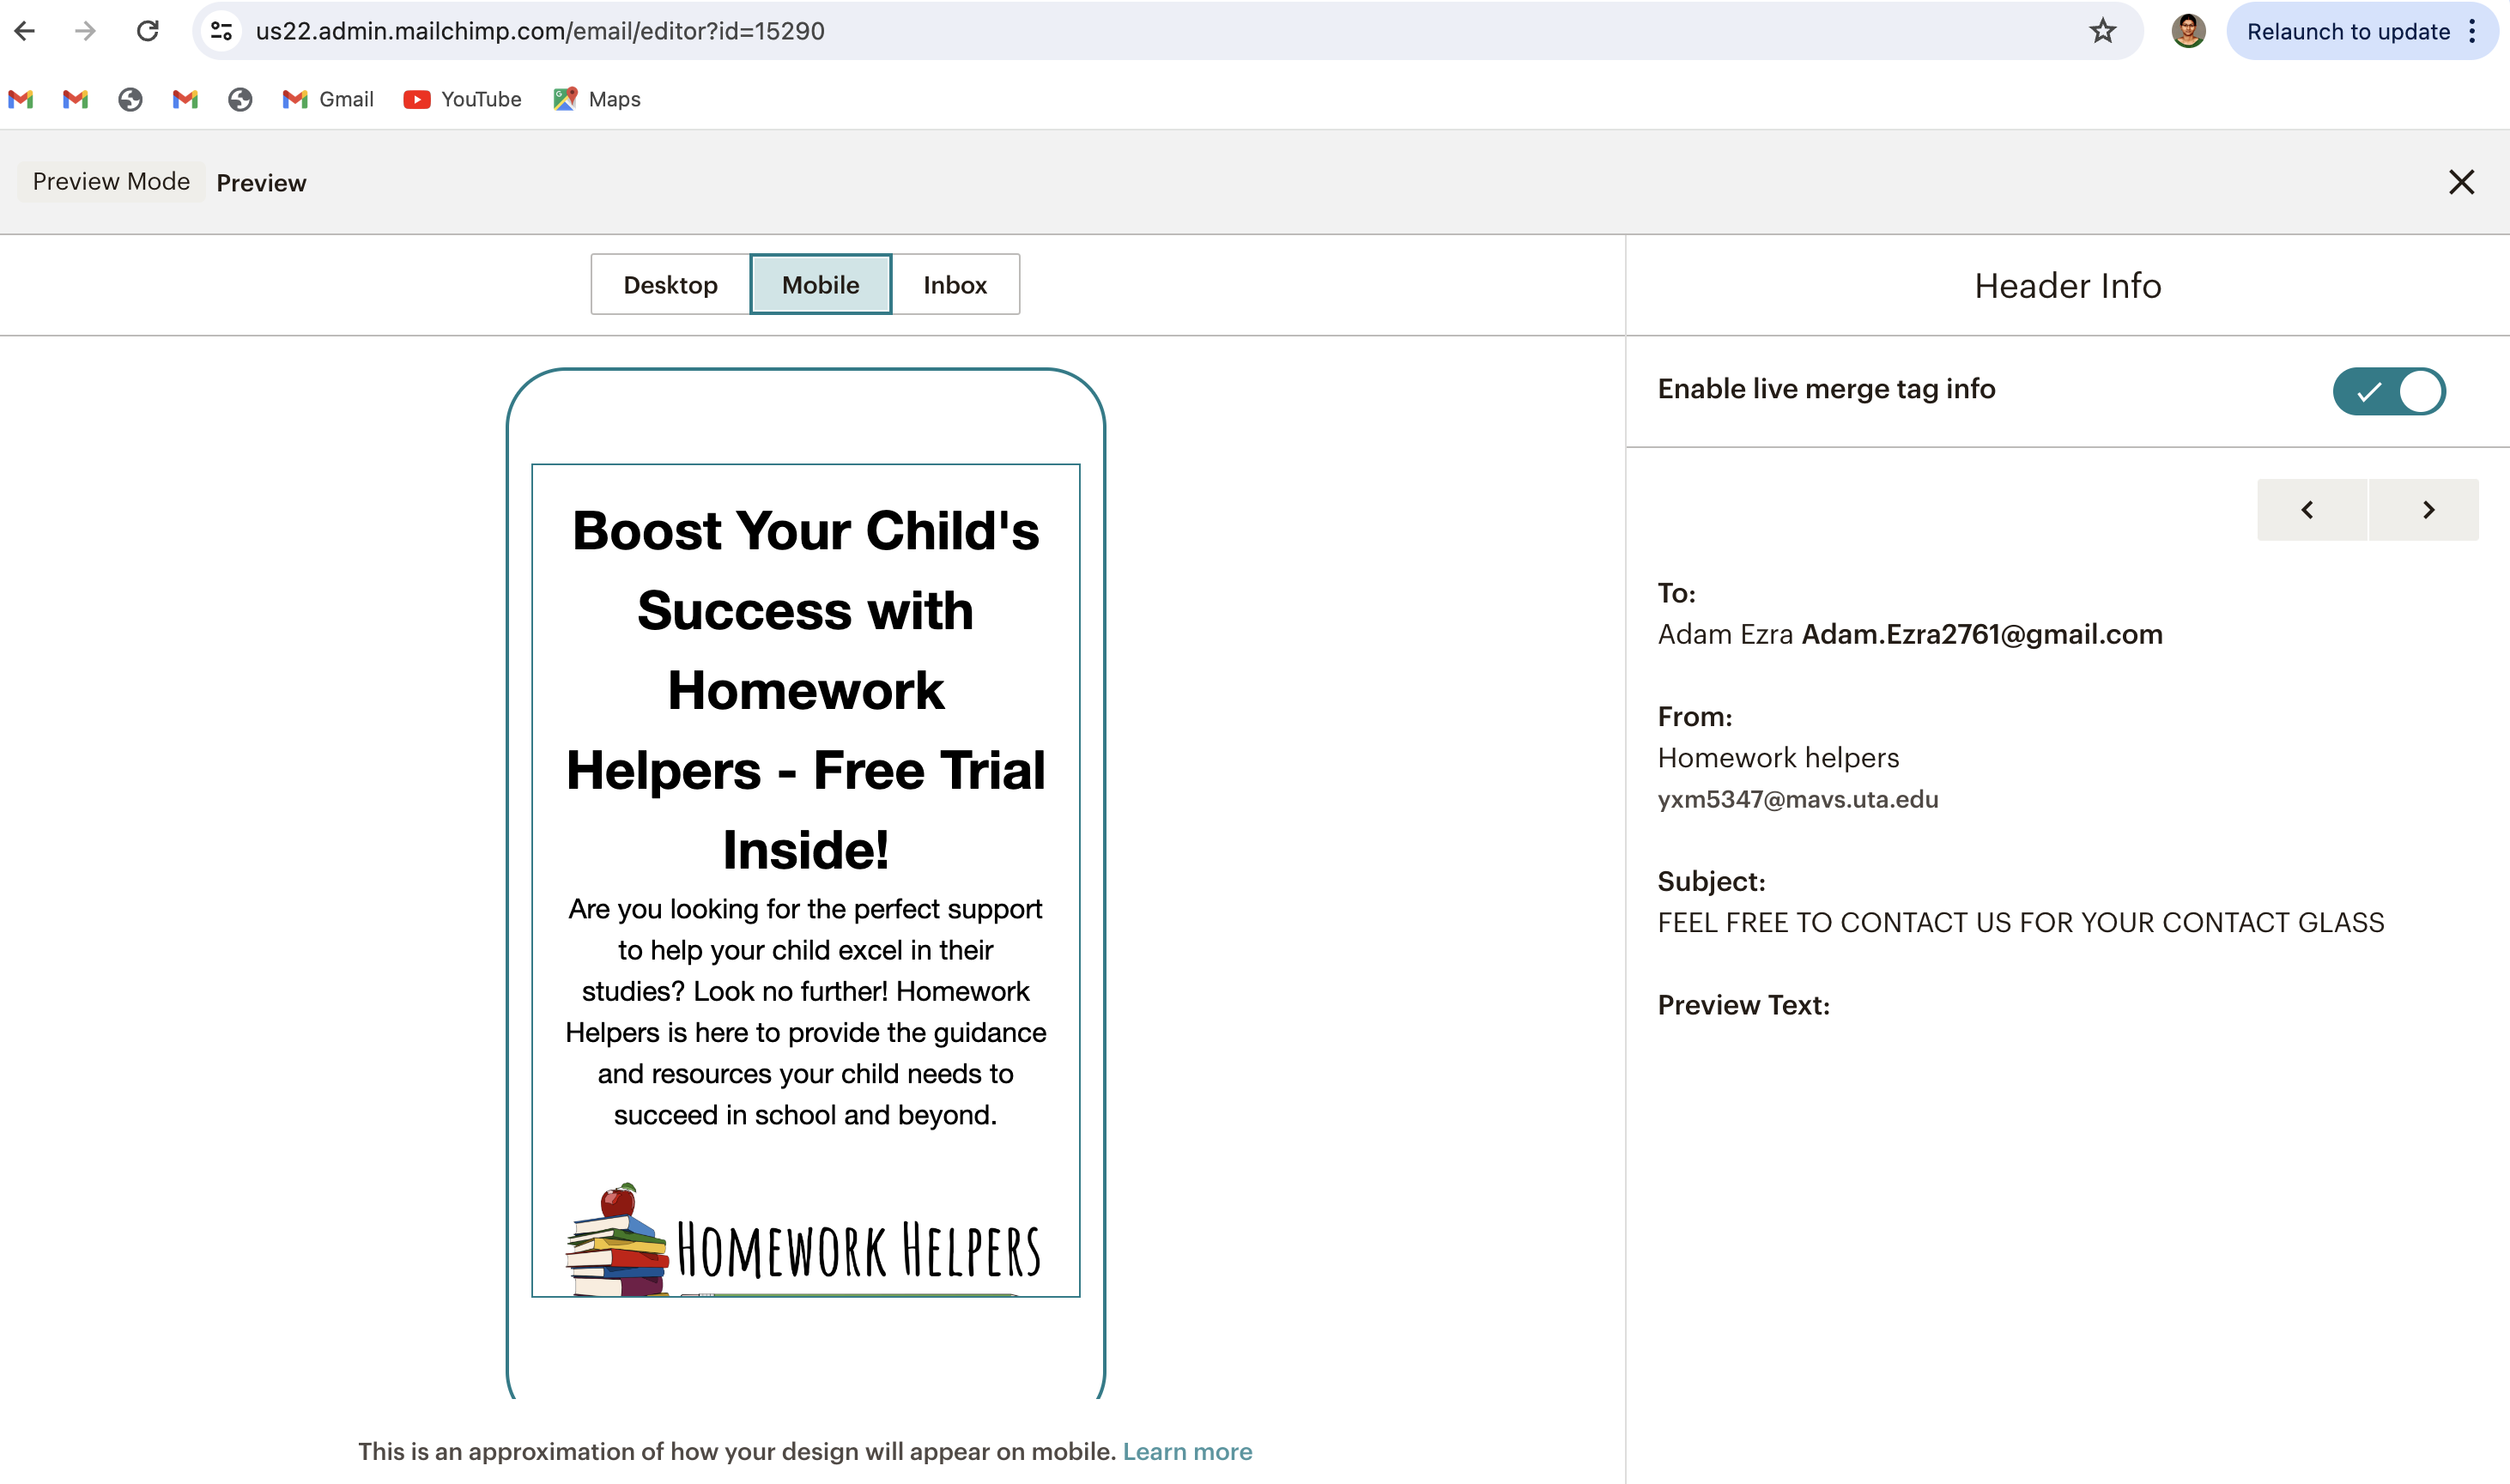 us22.admin.mailchimp.com/email/editor?id=15290
Relaunch to update
Gmail YouTube Maps
Preview Mode Preview
Desktop Mobile Inbox
Header Info
Boost Your Child's
Success with
Homework
Helpers - Free Trial
Inside!
Are you looking for the perfect support
to help your child excel in their
studies? Look no further! Homework
Helpers is here to provide the guidance
and resources your child needs to
succeed in school and beyond.
Homework Helpers
This is an approximation of how your design will appear on mobile. Learn more
Enable live merge tag info
To:
Adam Ezra Adam.Ezra2761@gmail.com
From:
Homework helpers
yxm5347@mavs.uta.edu
Subject:
FEEL FREE TO CONTACT US FOR YOUR CONTACT GLASS
Preview Text: